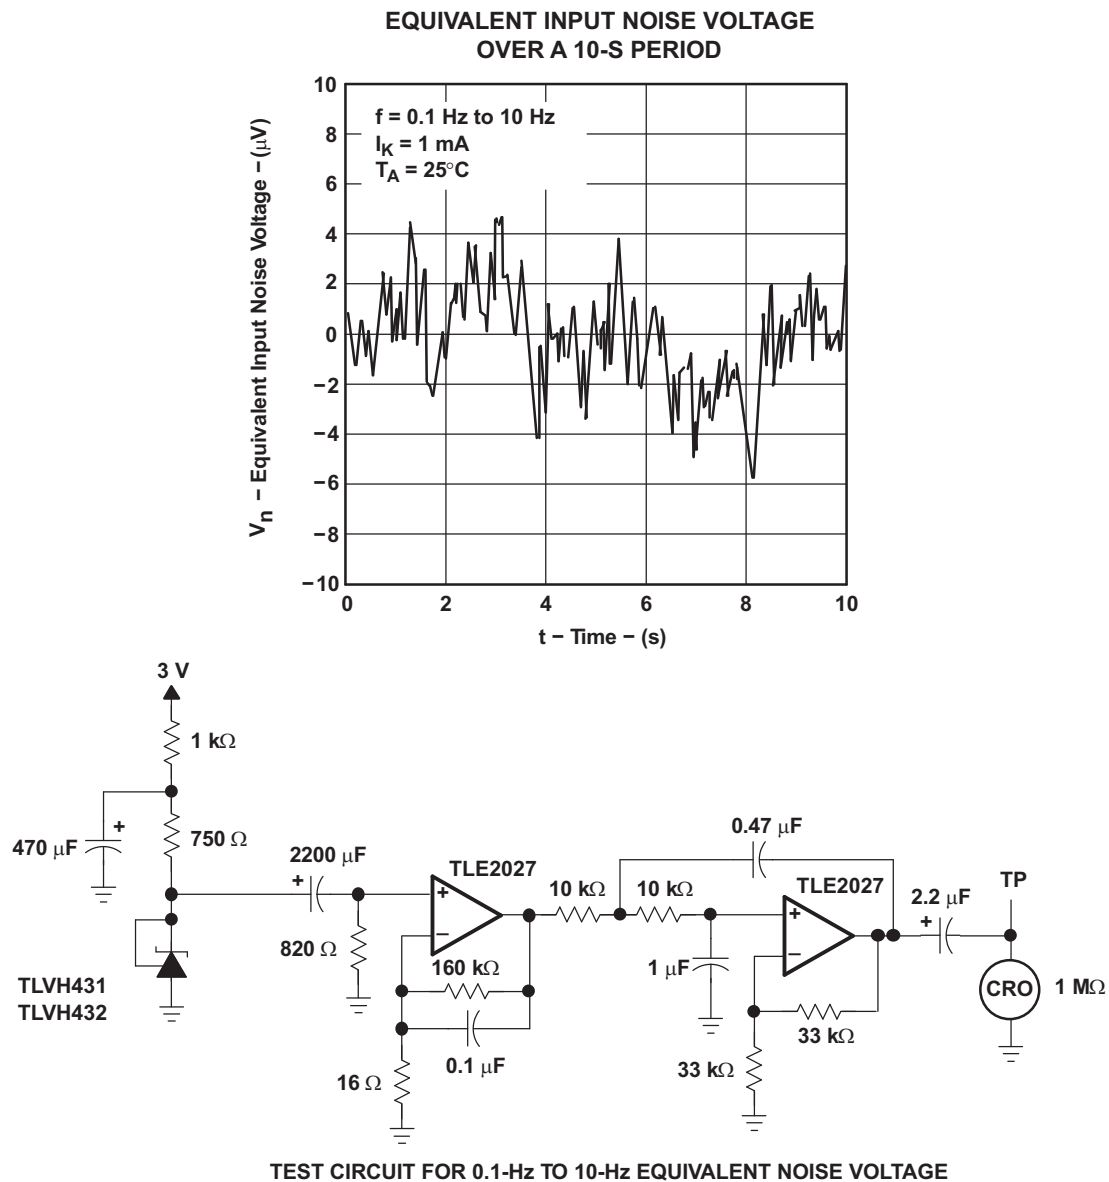 EQUIVALENT INPUT NOISE VOLTAGE
OVER A 10-S PERIOD
f = 0.1 Hz to 10 Hz
IK = 1 mA
TA = 25°C
Vn − Equivalent Input Noise Voltage − (μV)
10
8
6
4
2
0
−2
−4
−6
−8
−10
0 2 4 6 8 10
t − Time − (s)
3 V
1 kΩ
470 μF
+
750 Ω
2200 μF
+
820 Ω
TLE2027
+
−
160 kΩ
0.1 μF
16 Ω
10 kΩ
10 kΩ
0.47 μF
1 μF
TLE2027
+
−
33 kΩ
33 kΩ
2.2 μF
+
TP
CRO
1 MΩ
TLVH431
TLVH432
TEST CIRCUIT FOR 0.1-Hz TO 10-Hz EQUIVALENT NOISE VOLTAGE